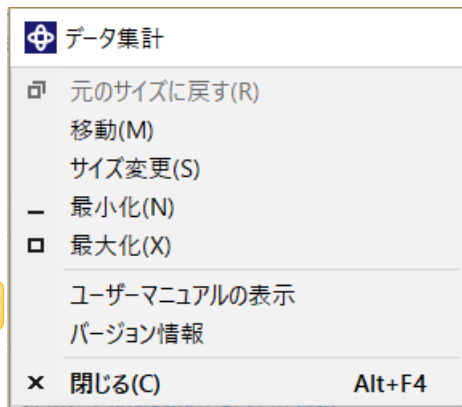 データ集計
元のサイズに戻す(R)
移動(M)
サイズ変更(S)
最小化(N)
最大化(X)
ユーザーマニュアルの表示
バージョン情報
閉じる(C) Alt+F4